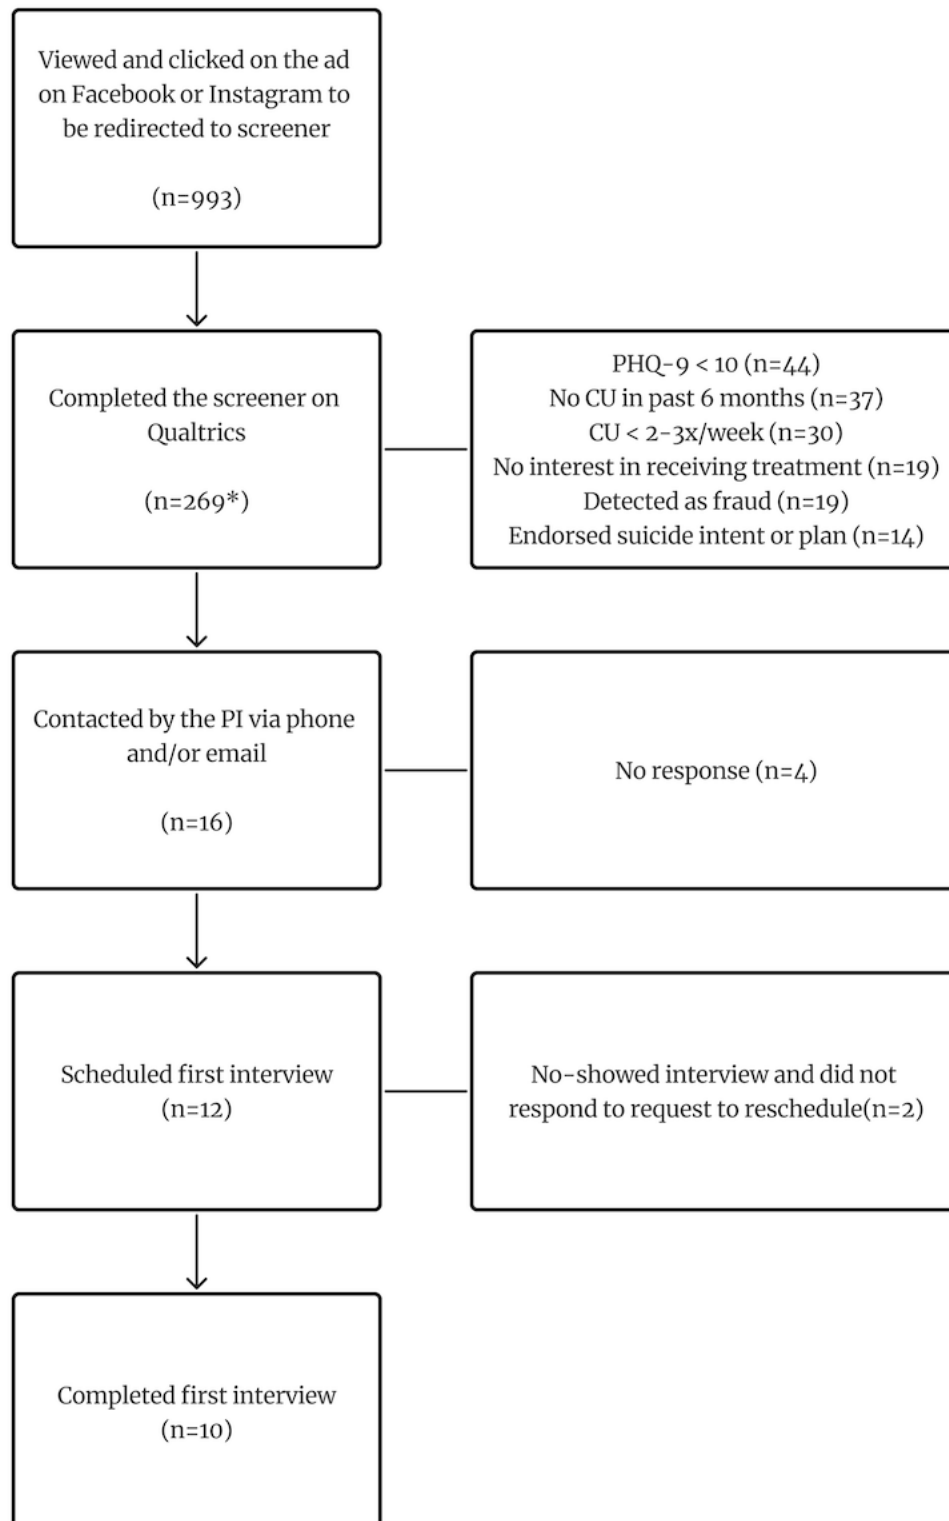 Viewed and clicked on the ad
on Facebook or Instagram to
be redirected to screener
(n=993)
Completed the screener on
Qualtrics
(n=269*)
PHQ-9 < 10 (n=44)
No CU in past 6 months (n=37)
CU < 2-3x/week (n=30)
No interest in receiving treatment (n=19)
Detected as fraud (n=19)
Endorsed suicide intent or plan (n=14)
Contacted by the PI via phone
and/or email
(n=16)
No response (n=4)
Scheduled first interview
(n=12)
No-showed interview and did not
respond to request to reschedule(n=2)
Completed first interview
(n=10)